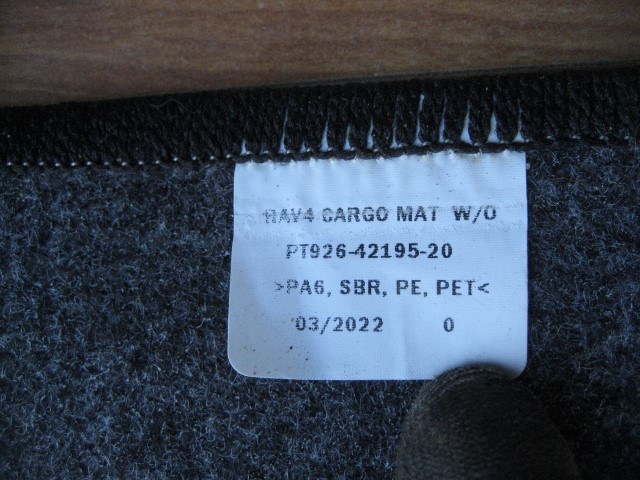 RAV4 CARGO MAT W/O
PT926-42195-20
>PA6, SBR, PE, PET<
03/2022 0